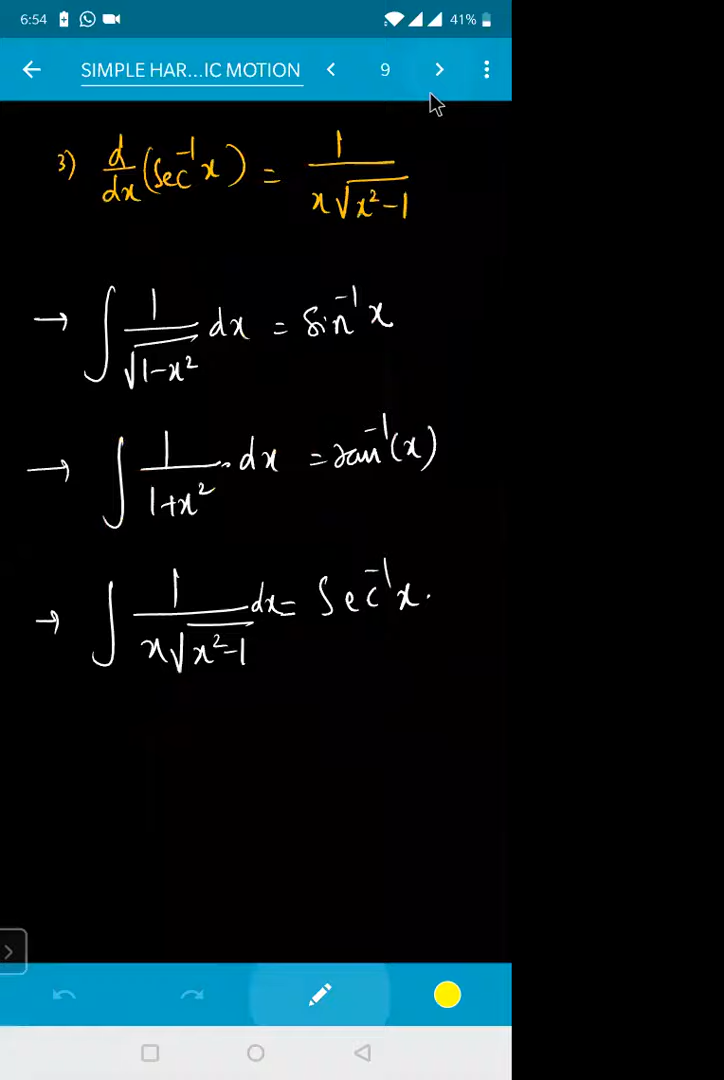 6:54 41%
SIMPLE HAR...IC MOTION < 9 >
3) d/dx (Sec⁻¹x) = 1/(x√(x²-1))
→ ∫ 1/√(1-x²) dx = Sin⁻¹x
→ ∫ 1/(1+x²) . dx = tan⁻¹(x)
→ ∫ 1/(x√(x²-1)) dx = Sec⁻¹x.